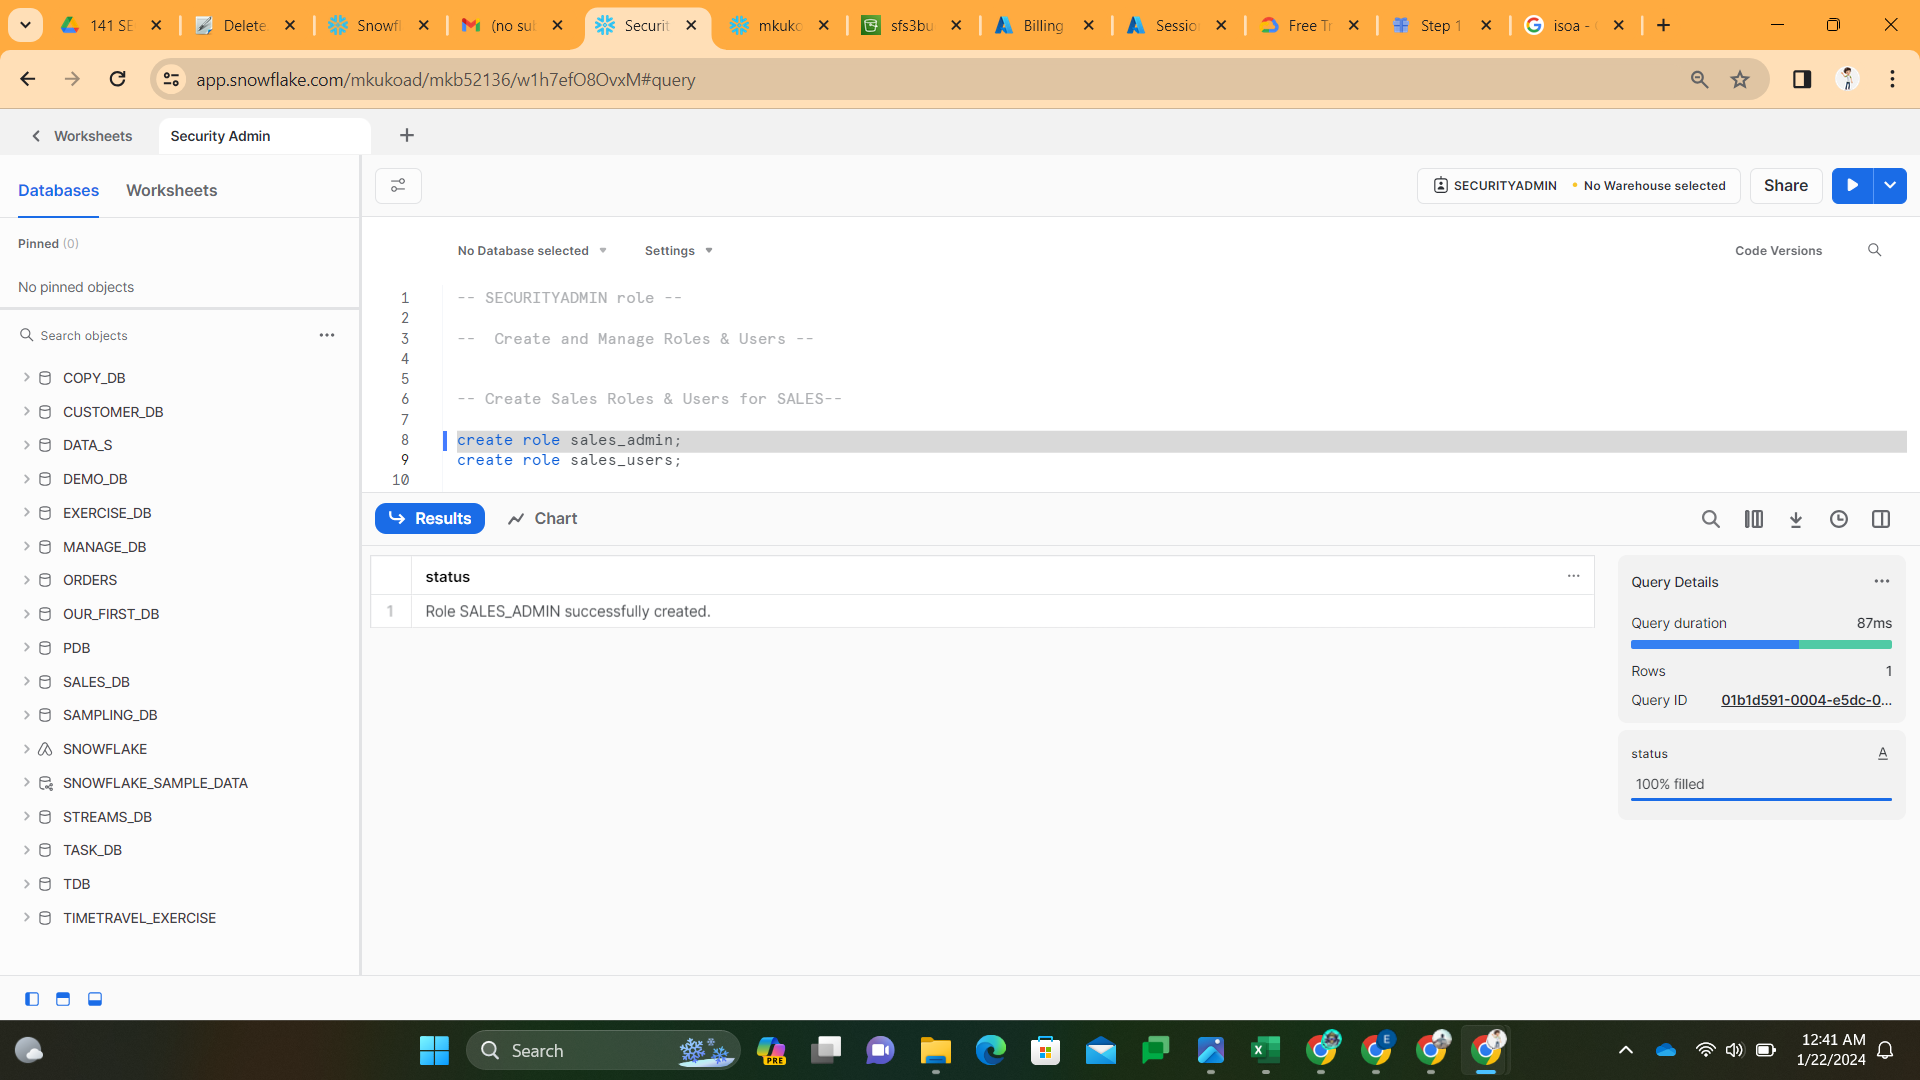 141 SE
Delete
Snowfl
(no sub
Securit
mkuko
sfs3bu
Billing
Sessio
Free Tr
Step 1
isoa -
app.snowflake.com/mkukoad/mkb52136/w1h7efO8OvxM#query
Worksheets
Security Admin
Databases
Worksheets
SECURITYADMIN
No Warehouse selected
Share
Pinned (0)
No pinned objects
No Database selected
Settings
Code Versions
Search objects
COPY_DB
CUSTOMER_DB
DATA_S
DEMO_DB
EXERCISE_DB
MANAGE_DB
ORDERS
OUR_FIRST_DB
PDB
SALES_DB
SAMPLING_DB
SNOWFLAKE
SNOWFLAKE_SAMPLE_DATA
STREAMS_DB
TASK_DB
TDB
TIMETRAVEL_EXERCISE
1 -- SECURITYADMIN role --
2
3 -- Create and Manage Roles & Users --
4
5
6 -- Create Sales Roles & Users for SALES--
7
8 create role sales_admin;
9 create role sales_users;
10
Results
Chart
status
1 Role SALES_ADMIN successfully created.
Query Details
Query duration 87ms
Rows 1
Query ID 01b1d591-0004-e5dc-0...
status A
100% filled
Search
PRE
E
12:41 AM
1/22/2024